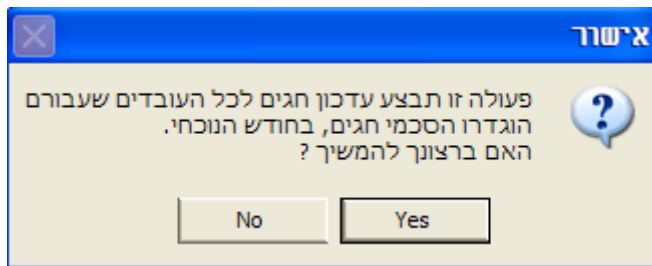 אישור
פעולה זו תבצע עדכון חגים לכל העובדים שעבורם
הוגדרו הסכמי חגים, בחודש הנוכחי.
האם ברצונך להמשיך ?
Yes
No